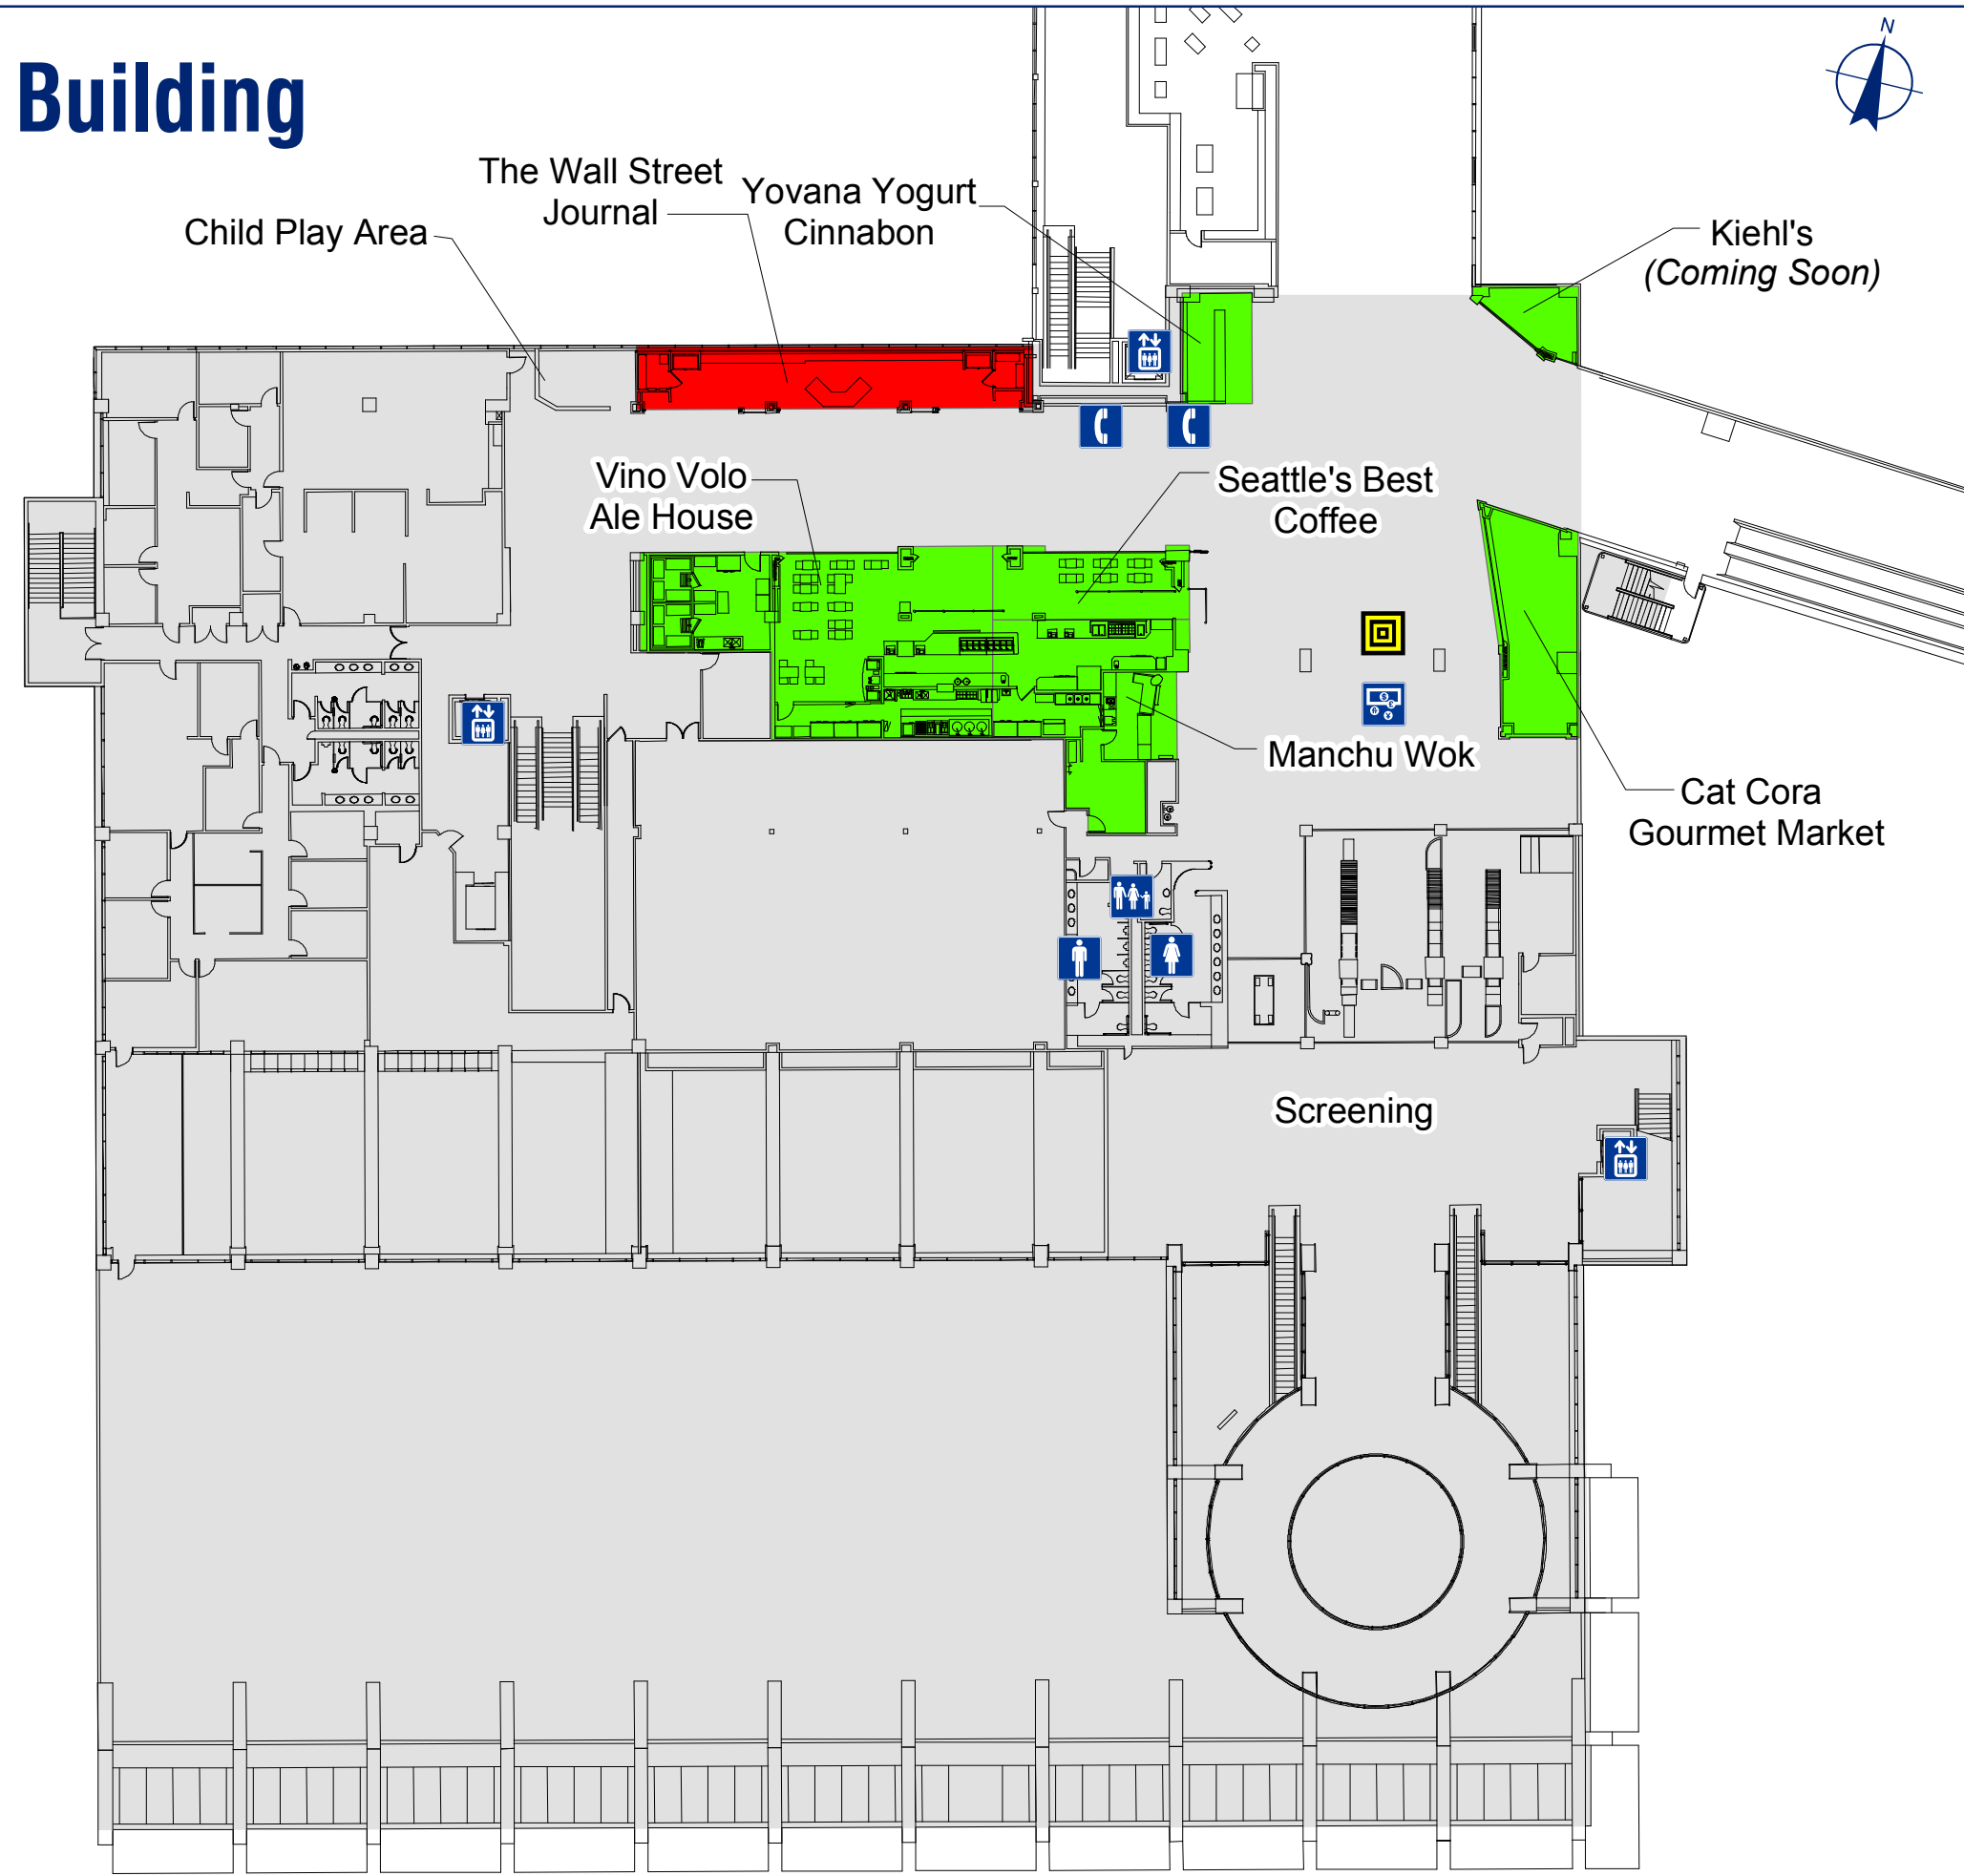 N
Building
The Wall Street
Journal
Yovana Yogurt
Cinnabon
Child Play Area
Kiehl's
(Coming Soon)
Vino Volo
Ale House
Seattle's Best
Coffee
Manchu Wok
Cat Cora
Gourmet Market
Screening